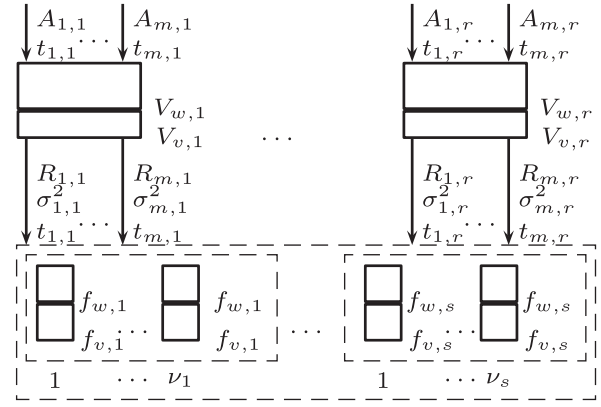 A_{1,1} A_{m,1} A_{1,r} A_{m,r}
t_{1,1} ... t_{m,1} t_{1,r} ... t_{m,r}
V_{w,1} V_{w,r}
V_{v,1} ... V_{v,r}
R_{1,1} R_{m,1} R_{1,r} R_{m,r}
σ^2_{1,1} σ^2_{m,1} σ^2_{1,r} σ^2_{m,r}
t_{1,1} ... t_{m,1} t_{1,r} ... t_{m,r}
f_{w,1} f_{w,1} f_{w,s} f_{w,s}
f_{v,1} ... f_{v,1} ... f_{v,s} ... f_{v,s}
1 ... ν_1 1 ... ν_s